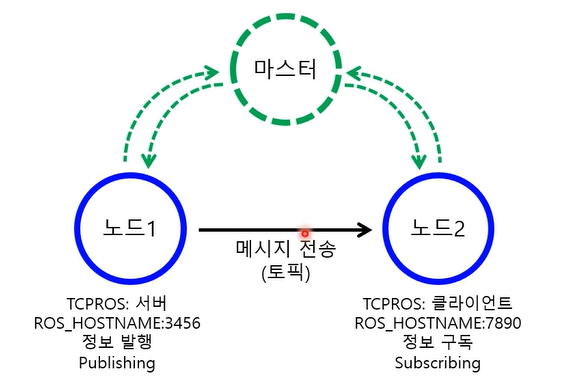 마스터
노드1
노드2
메시지 전송
(토픽)
TCPROS: 서버
ROS_HOSTNAME:3456
정보 발행
Publishing
TCPROS: 클라이언트
ROS_HOSTNAME:7890
정보 구독
Subscribing